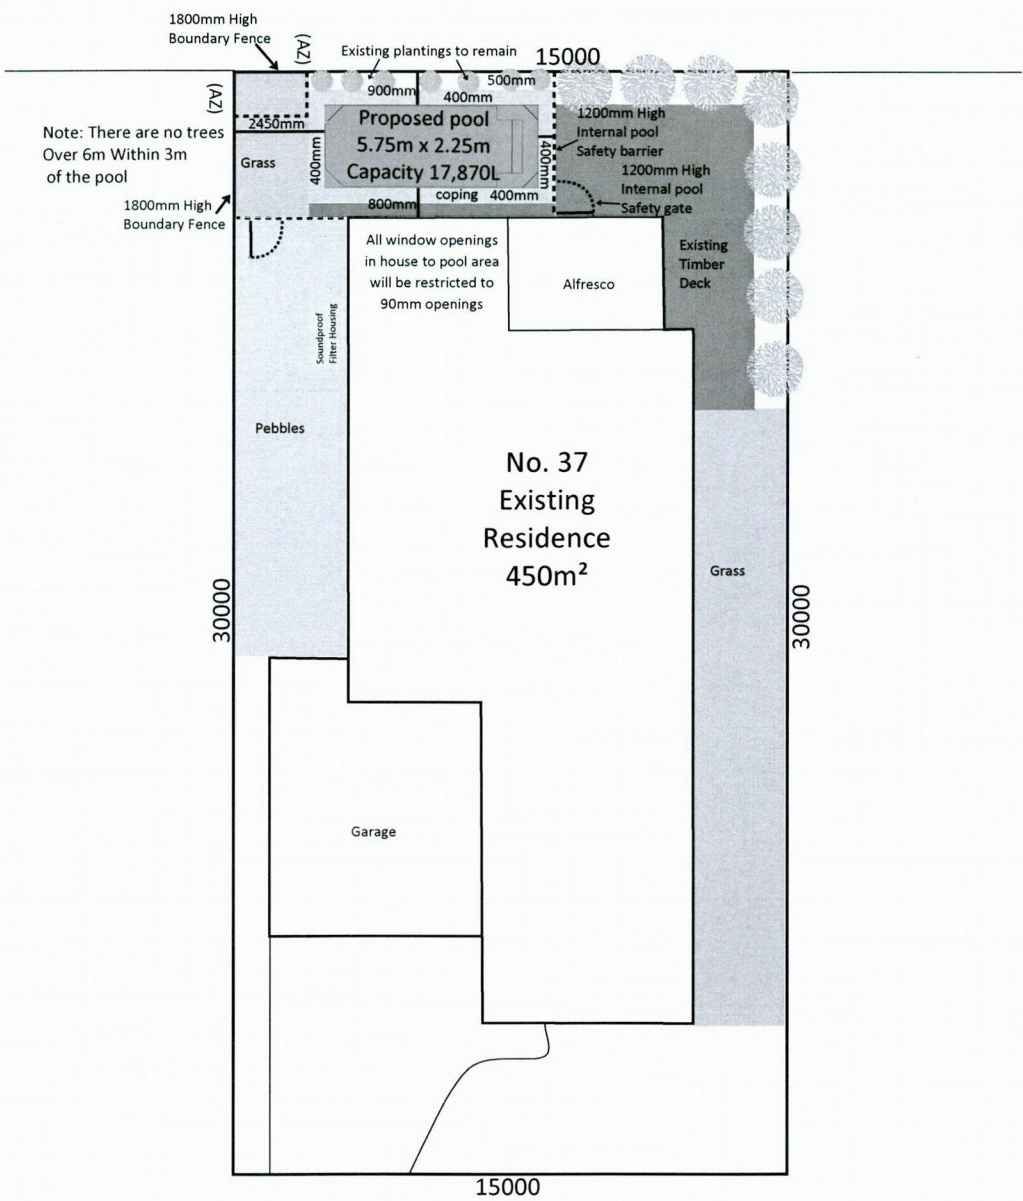 1800mm High
Boundary Fence
(AZ)
Existing plantings to remain
15000
(AZ)
500mm
900mm
400mm
2450mm
Note: There are no trees
Over 6m Within 3m
of the pool
Proposed pool
5.75m x 2.25m
Capacity 17,870L
1200mm High
Internal pool
Safety barrier
Grass
400mm
400mm
1200mm High
Internal pool
Safety gate
1800mm High
Boundary Fence
coping 400mm
800mm
All window openings
in house to pool area
will be restricted to
90mm openings
Existing
Timber
Deck
Alfresco
Soundproof
Filter Housing
Pebbles
No. 37
Existing
Residence
450m²
Grass
30000
30000
Garage
15000